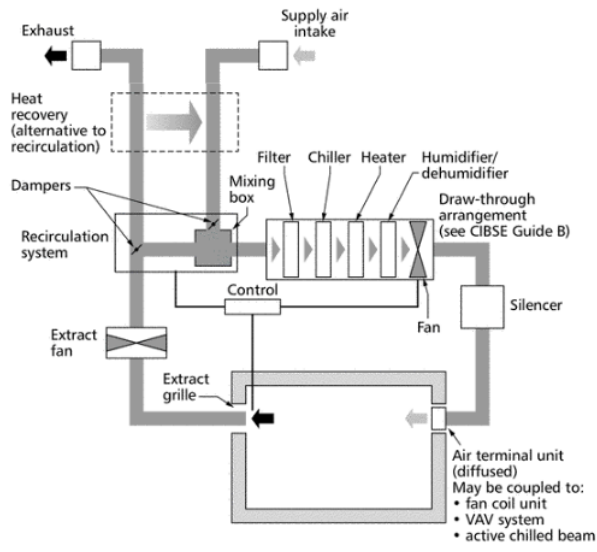 Exhaust
Supply air
intake
Heat
recovery
(alternative to
recirculation)
Filter
Chiller
Heater
Humidifier/
dehumidifier
Dampers
Mixing
box
Draw-through
arrangement
(see CIBSE Guide B)
Recirculation
system
Control
Fan
Silencer
Extract
fan
Extract
grille
Air terminal unit
(diffused)
May be coupled to:
• fan coil unit
• VAV system
• active chilled beam